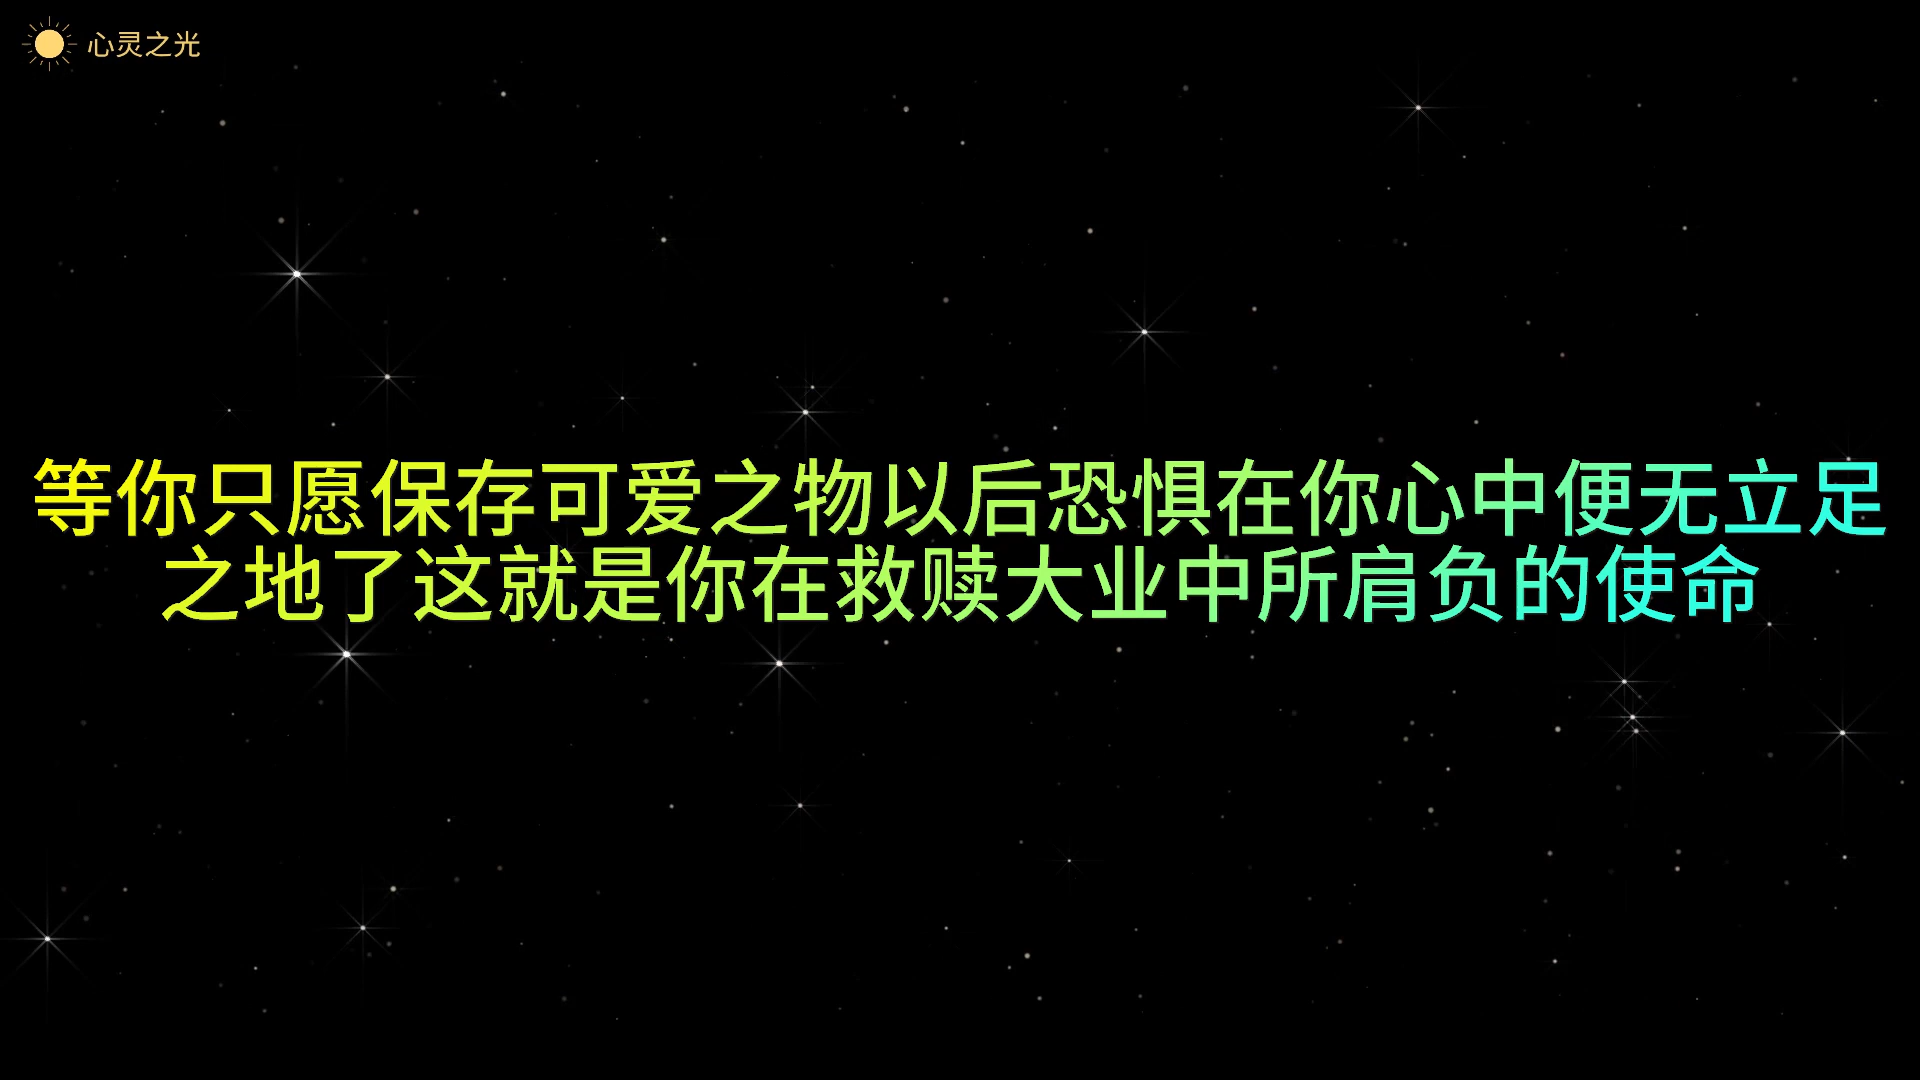 心灵之光
等你只愿保存可爱之物以后恐惧在你心中便无立足
之地了这就是你在救赎大业中所肩负的使命